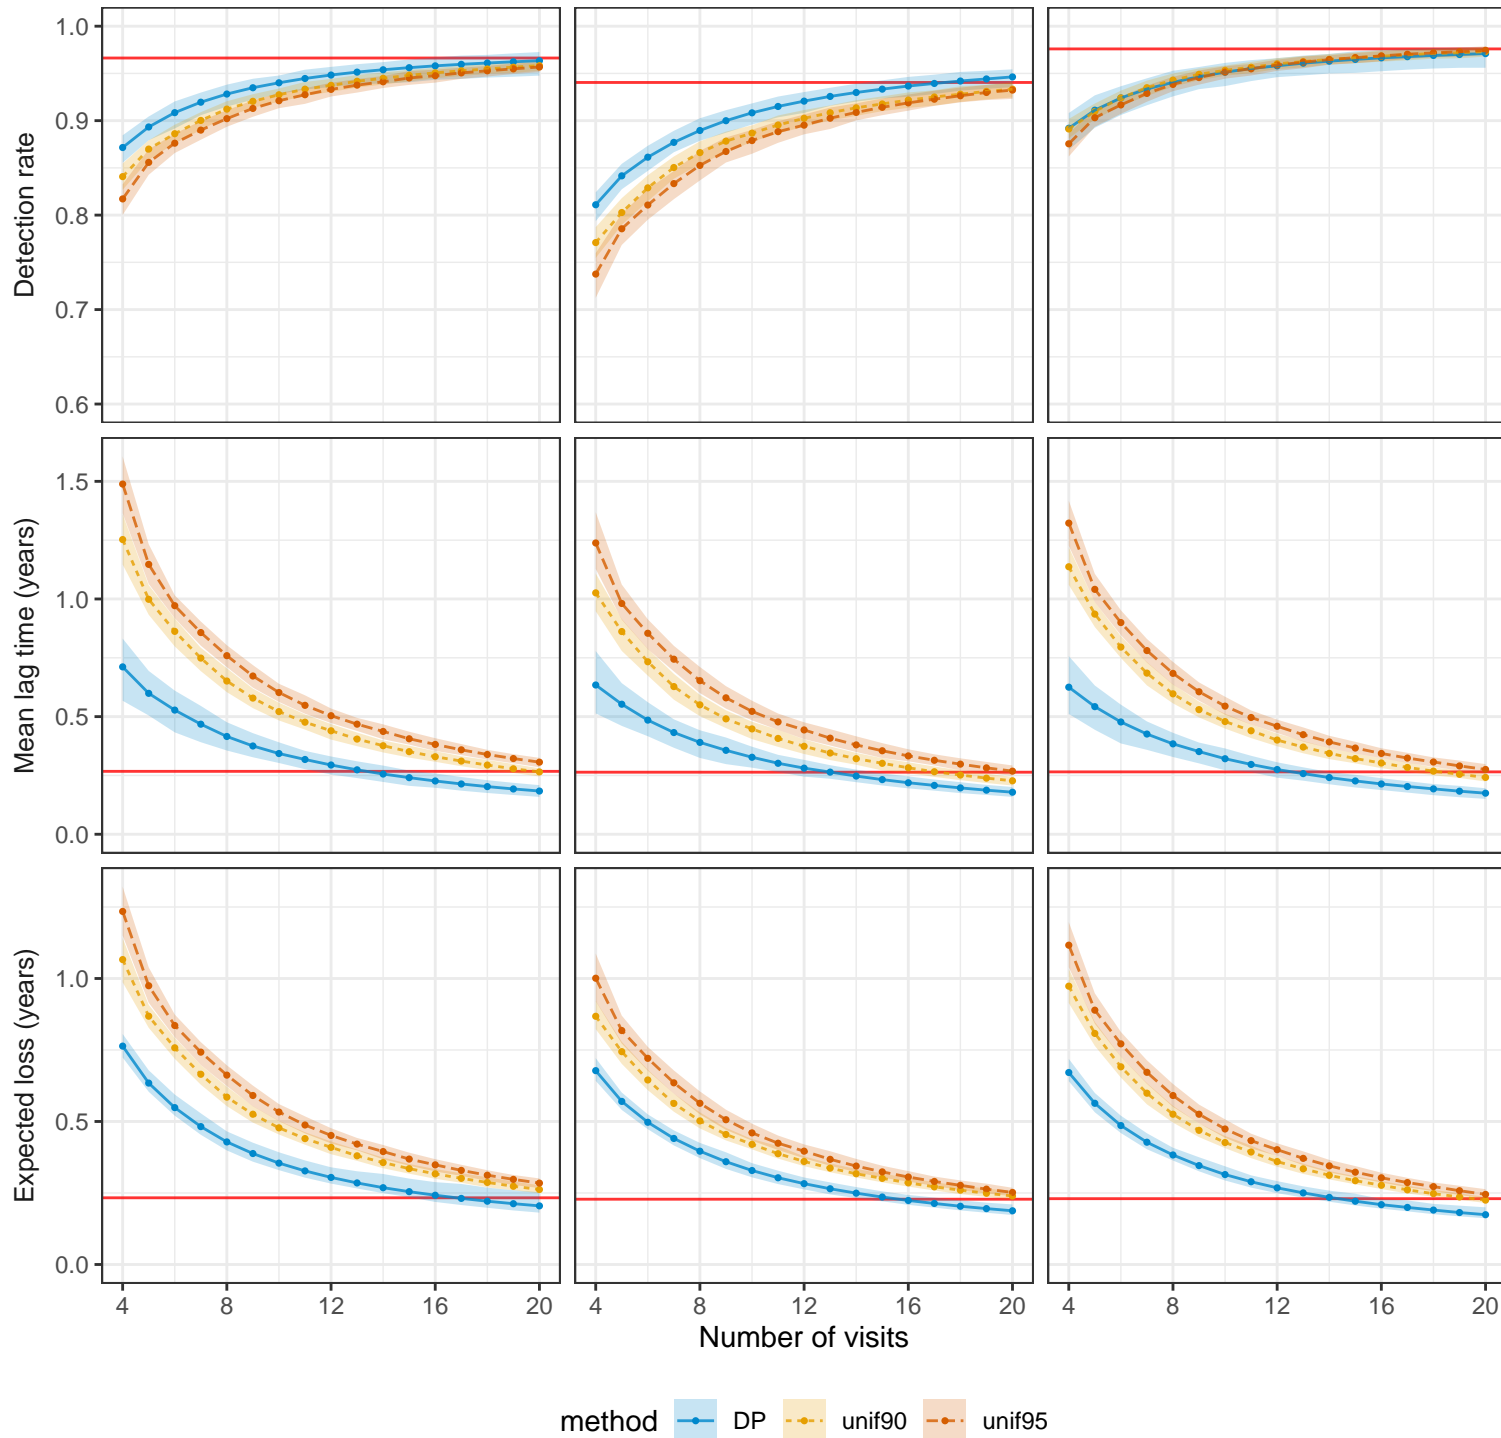 Detection rate
1.0
0.9
0.8
0.7
0.6
Mean lag time (years)
1.5
1.0
0.5
0.0
Expected loss (years)
1.0
0.5
0.0
4 8 12 16 20 4 8 12 16 20 4 8 12 16 20
Number of visits
method DP unif90 unif95